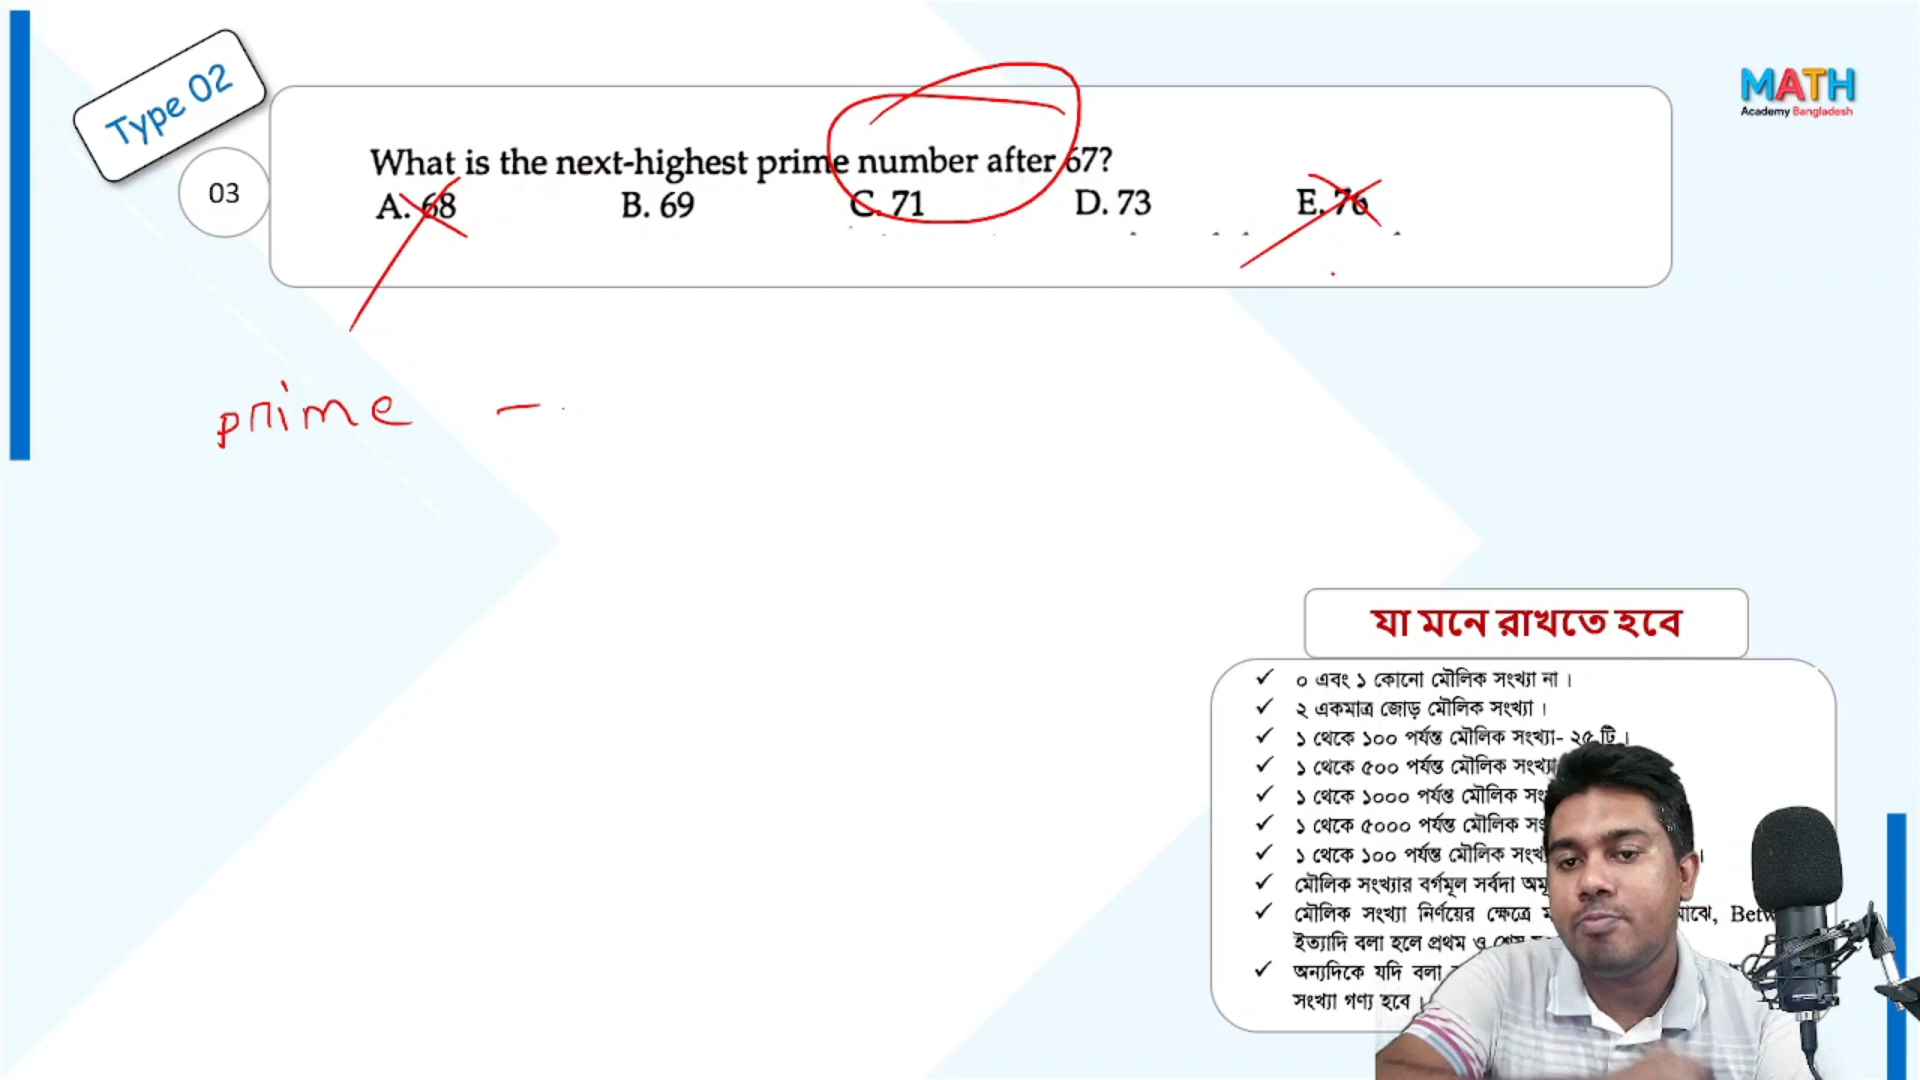 Type 02
MATH
Academy Bangladesh
03
What is the next-highest prime number after 67?
A. 68 B. 69 C. 71 D. 73 E. 76
prime –
যা মনে রাখতে হবে
✓ ০ এবং ১ কোনো মৌলিক সংখ্যা না।
✓ ২ একমাত্র জোড় মৌলিক সংখ্যা।
✓ ১ থেকে ১০০ পর্যন্ত মৌলিক সংখ্যা- ২৫ টি।
✓ ১ থেকে ৫০০ পর্যন্ত মৌলিক সংখ্যা
✓ ১ থেকে ১০০০ পর্যন্ত মৌলিক
✓ ১ থেকে ৫০০০ পর্যন্ত মৌলিক
✓ ১ থেকে ১০০ পর্যন্ত মৌলিক
✓ মৌলিক সংখ্যার বর্গমূল সর্বদা
✓ মৌলিক সংখ্যা নির্ণয়ের ক্ষেত্রে
ইত্যাদি বলা হলে প্রথম ও
✓ অন্যদিকে যদি বলা
সংখ্যা গণ্য হবে।